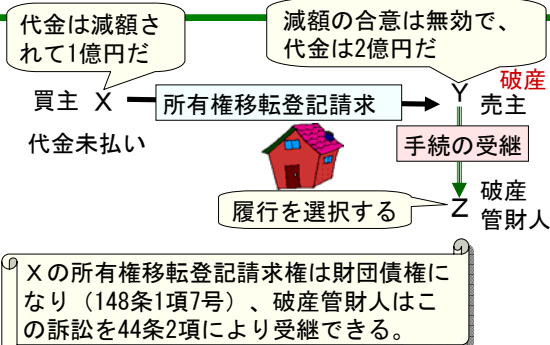 代金は減額さ
れて1億円だ
減額の合意は無効で、
代金は2億円だ
買主 X
所有権移転登記請求
Y 破産
売主
代金未払い
手続の受継
履行を選択する
Z 破産
管財人
Xの所有権移転登記請求権は財団債権に
なり（148条1項7号）、破産管財人はこ
の訴訟を44条2項により受継できる。